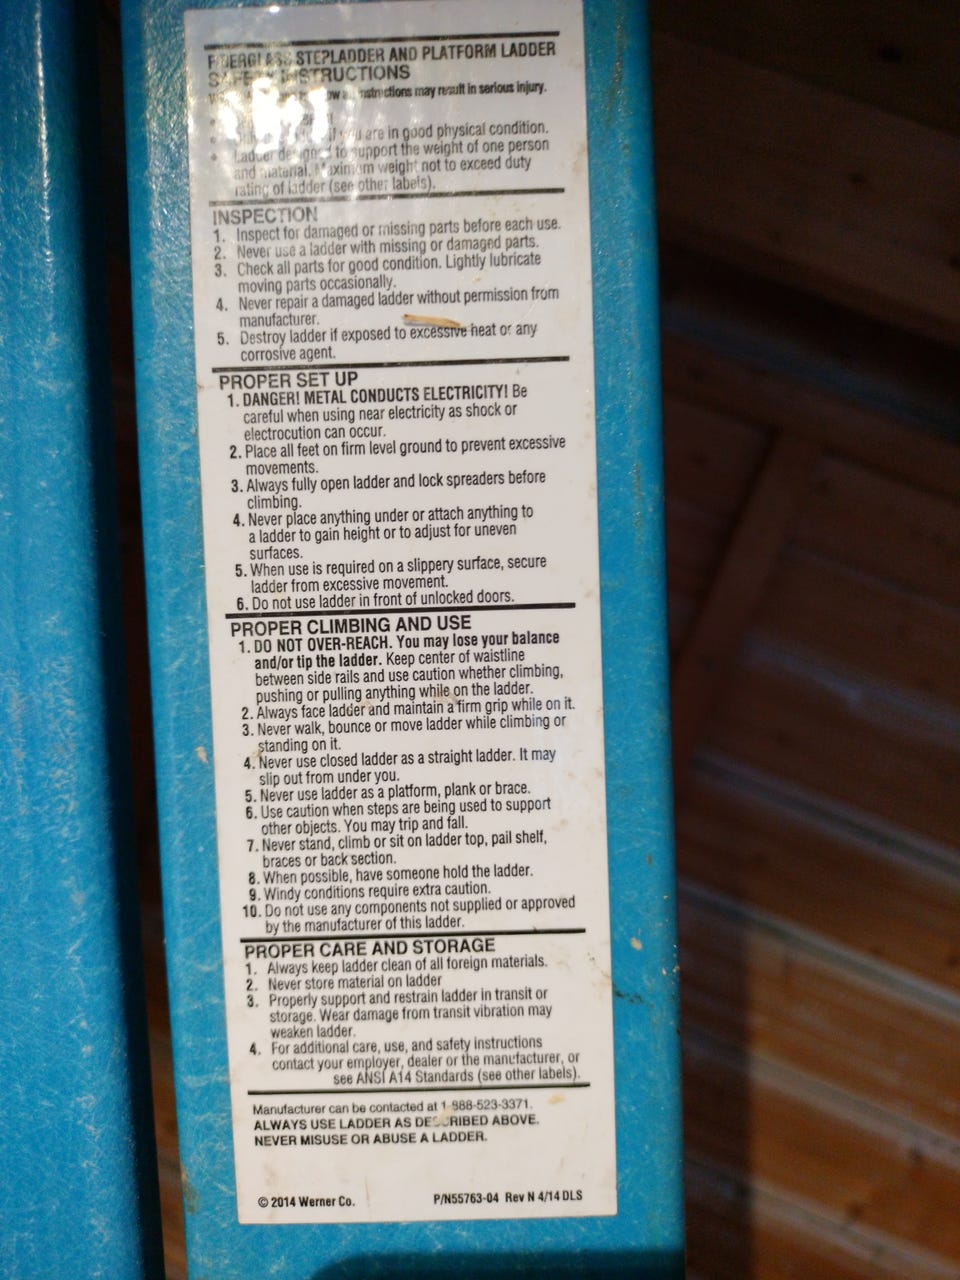 FIBERGLASS STEPLADDER AND PLATFORM LADDER
SAFETY INSTRUCTIONS
instructions may result in serious injury.
you are in good physical condition.
• Ladder designed to support the weight of one person
and material. Maximum weight not to exceed duty
rating of ladder (see other labels).
INSPECTION
1. Inspect for damaged or missing parts before each use.
2. Never use a ladder with missing or damaged parts.
3. Check all parts for good condition. Lightly lubricate
moving parts occasionally.
4. Never repair a damaged ladder without permission from
manufacturer.
5. Destroy ladder if exposed to excessive heat or any
corrosive agent.
PROPER SET UP
1. DANGER! METAL CONDUCTS ELECTRICITY! Be
careful when using near electricity as shock or
electrocution can occur.
2. Place all feet on firm level ground to prevent excessive
movements.
3. Always fully open ladder and lock spreaders before
climbing.
4. Never place anything under or attach anything to
a ladder to gain height or to adjust for uneven
surfaces.
5. When use is required on a slippery surface, secure
ladder from excessive movement.
6. Do not use ladder in front of unlocked doors.
PROPER CLIMBING AND USE
1. DO NOT OVER-REACH. You may lose your balance
and/or tip the ladder. Keep center of waistline
between side rails and use caution whether climbing,
pushing or pulling anything while on the ladder.
2. Always face ladder and maintain a firm grip while on it.
3. Never walk, bounce or move ladder while climbing or
standing on it.
4. Never use closed ladder as a straight ladder. It may
slip out from under you.
5. Never use ladder as a platform, plank or brace.
6. Use caution when steps are being used to support
other objects. You may trip and fall.
7. Never stand, climb or sit on ladder top, pail shelf,
braces or back section.
8. When possible, have someone hold the ladder.
9. Windy conditions require extra caution.
10. Do not use any components not supplied or approved
by the manufacturer of this ladder.
PROPER CARE AND STORAGE
1. Always keep ladder clean of all foreign materials.
2. Never store material on ladder
3. Properly support and restrain ladder in transit or
storage. Wear damage from transit vibration may
weaken ladder.
4. For additional care, use, and safety instructions
contact your employer, dealer or the manufacturer, or
see ANSI A14 Standards (see other labels).
Manufacturer can be contacted at 1-888-523-3371.
ALWAYS USE LADDER AS DESCRIBED ABOVE.
NEVER MISUSE OR ABUSE A LADDER.
© 2014 Werner Co. P/N55763-04 Rev N 4/14 DLS